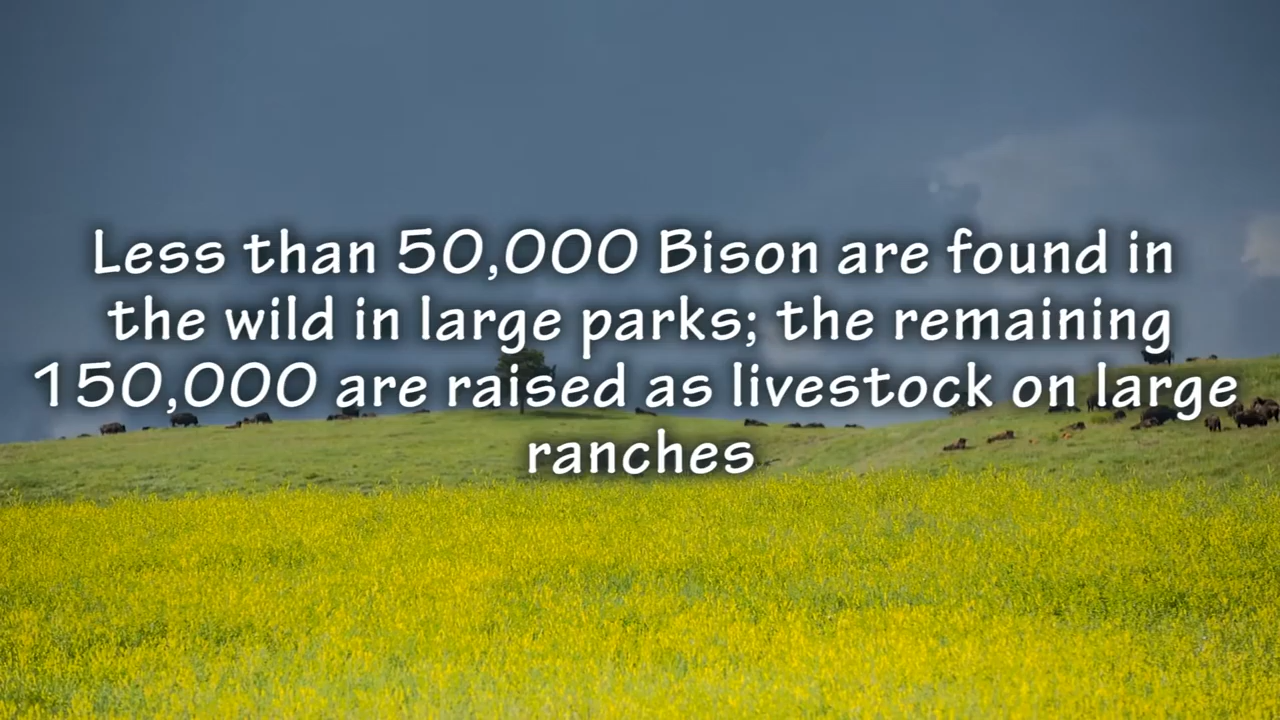 Less than 50,000 Bison are found in
the wild in large parks; the remaining
150,000 are raised as livestock on large
ranches